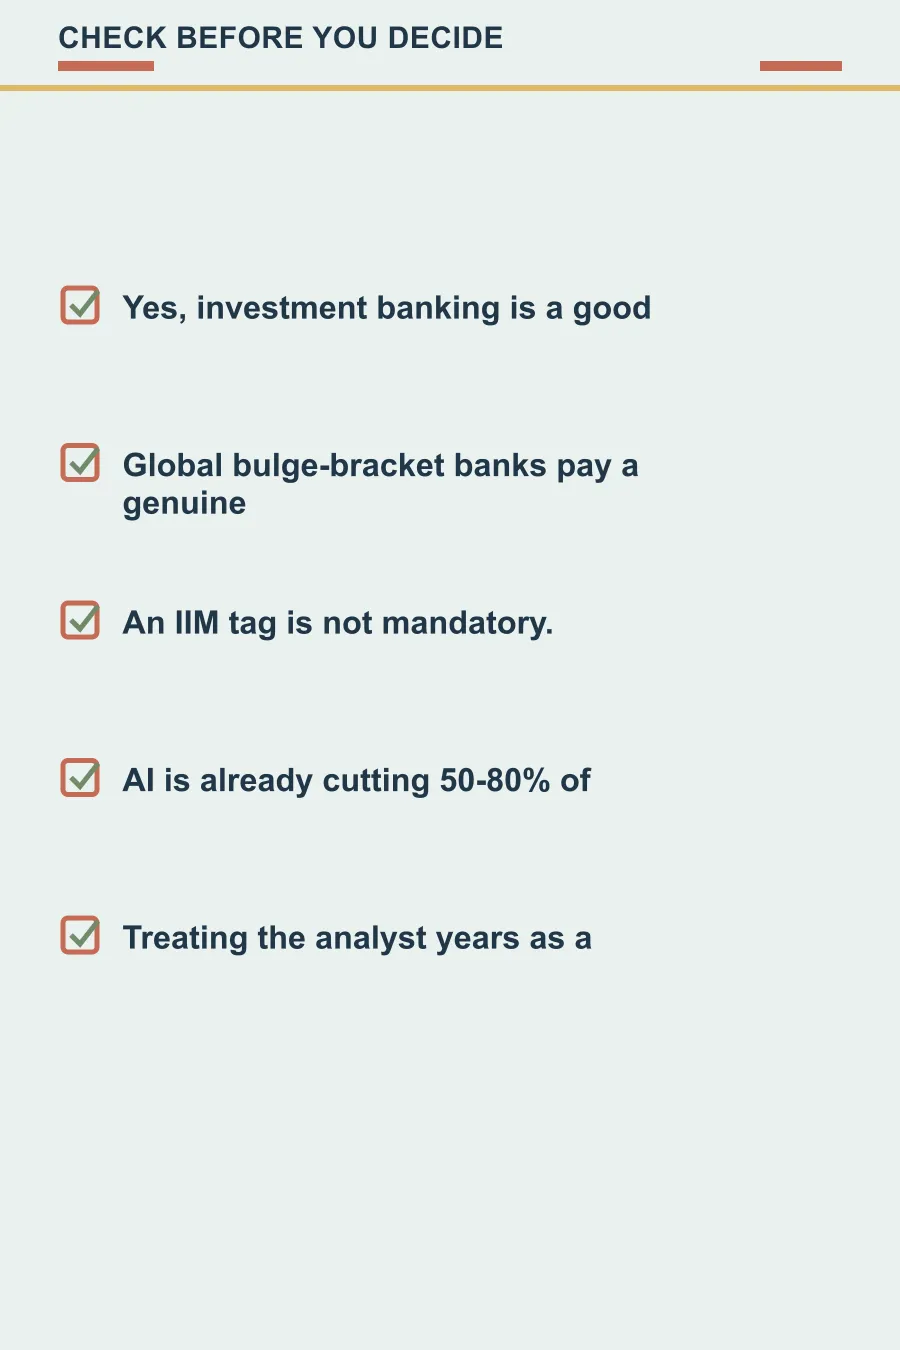 CHECK BEFORE YOU DECIDE
Yes, investment banking is a good
Global bulge-bracket banks pay a
genuine
An IIM tag is not mandatory.
AI is already cutting 50-80% of
Treating the analyst years as a